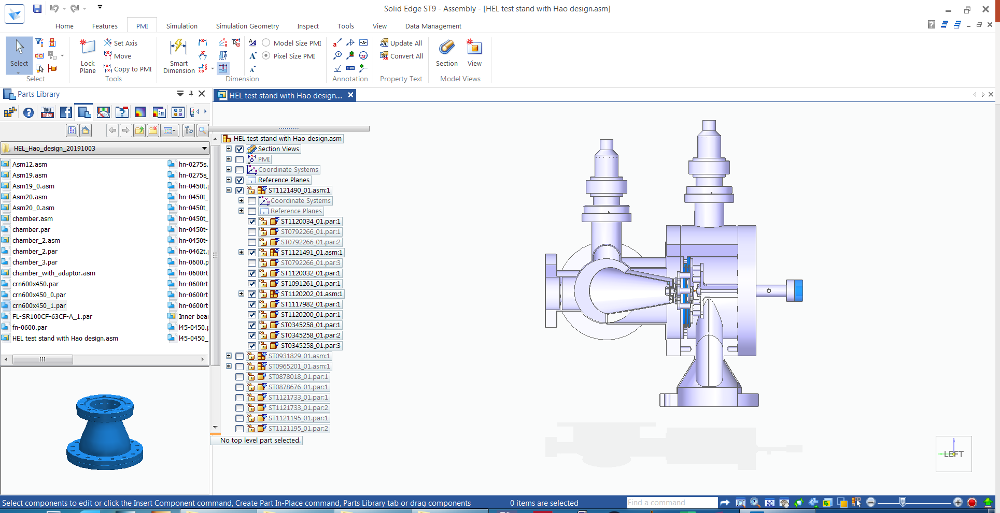 Solid Edge ST9 - Assembly - [HEL test stand with Hao design.asm]
Home Features PMI Simulation Simulation Geometry Inspect Tools View Data Management
Select
Lock Plane
Set Axis
Move
Copy to PMI
Smart Dimension
Model Size PMI
Pixel Size PMI
Update All
Convert All
Section
View
Select Tools Dimension Annotation Property Text Model Views
Parts Library
HEL test stand with Hao design....
You Tube
HEL_Hao_design_20191003
Asm12.asm
Asm19.asm
Asm19_0.asm
Asm20.asm
Asm20_0.asm
chamber.asm
chamber.par
chamber_2.asm
chamber_2.par
chamber_3.par
chamber_with_adaptor.asm
crn600x450.par
crn600x450_0.par
crn600x450_1.par
FL-SR100CF-63CF-A_1.par
fn-0600.par
HEL test stand with Hao design.asm
hn-0275s.
hn-0275s_
hn-0450t.
hn-0450t_
hn-0450t_
hn-0450t_
hn-0450t-
hn-0450t-
hn-0462t.
hn-0600.p
hn-0600rt
hn-0600rt
hn-0600rt
hn-0600rt
Inner bear
l45-0450.
l45-0450_
HEL test stand with Hao design.asm
Section Views
PMI
Coordinate Systems
Reference Planes
ST1121490_01.asm:1
Coordinate Systems
Reference Planes
ST1120034_01.par:1
ST0792266_01.par:1
ST0792266_01.par:2
ST1121491_01.asm:1
ST0792266_01.par:3
ST1120032_01.par:1
ST1091261_01.par:1
ST1120202_01.asm:1
ST1117982_01.par:1
ST1120200_01.par:1
ST0345258_01.par:1
ST0345258_01.par:2
ST0345258_01.par:3
ST0931829_01.asm:1
ST0965201_01.asm:1
ST0878018_01.par:1
ST0878676_01.par:1
ST1121733_01.par:1
ST1121733_01.par:2
ST1121195_01.par:1
ST1121195_01.par:2
No top level part selected.
LEFT
Select components to edit or click the Insert Component command, Create Part In-Place command, Parts Library tab or drag components
0 items are selected
Find a command